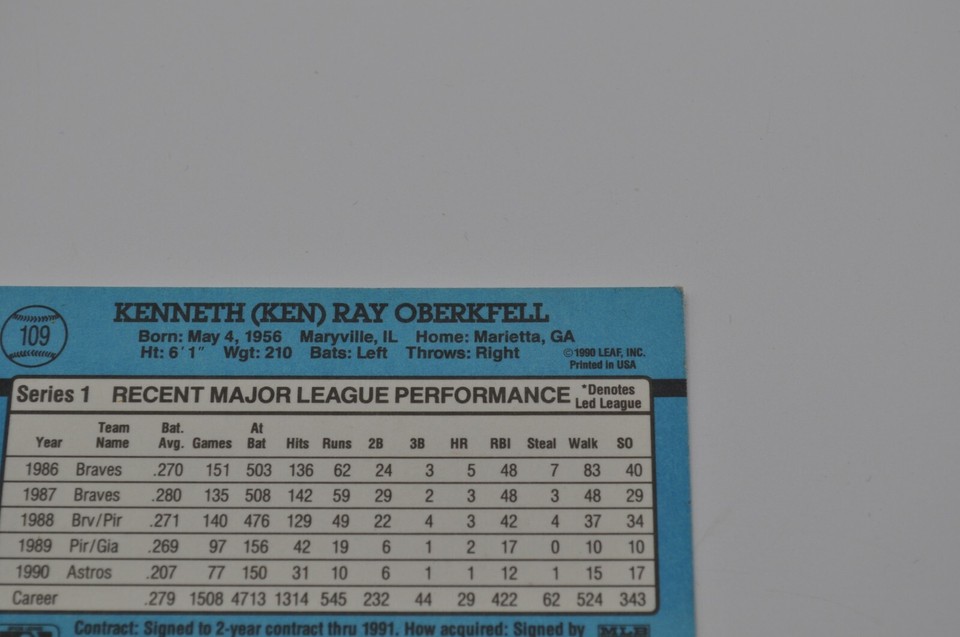 109
KENNETH (KEN) RAY OBERKFELL
Born: May 4, 1956 Maryville, IL Home: Marietta, GA
Ht: 6'1" Wgt: 210 Bats: Left Throws: Right
©1990 LEAF, INC.
Printed in USA
Series 1 RECENT MAJOR LEAGUE PERFORMANCE *Denotes Led League
Year Team Name Bat. Avg. Games At Bat Hits Runs 2B 3B HR RBI Steal Walk SO
1986 Braves .270 151 503 136 62 24 3 5 48 7 83 40
1987 Braves .280 135 508 142 59 29 2 3 48 3 48 29
1988 Brv/Pir .271 140 476 129 49 22 4 3 42 4 37 34
1989 Pir/Gia .269 97 156 42 19 6 1 2 17 0 10 10
1990 Astros .207 77 150 31 10 6 1 1 12 1 15 17
Career .279 1508 4713 1314 545 232 44 29 422 62 524 343
Contract: Signed to 2-year contract thru 1991. How acquired: Signed by
MLB